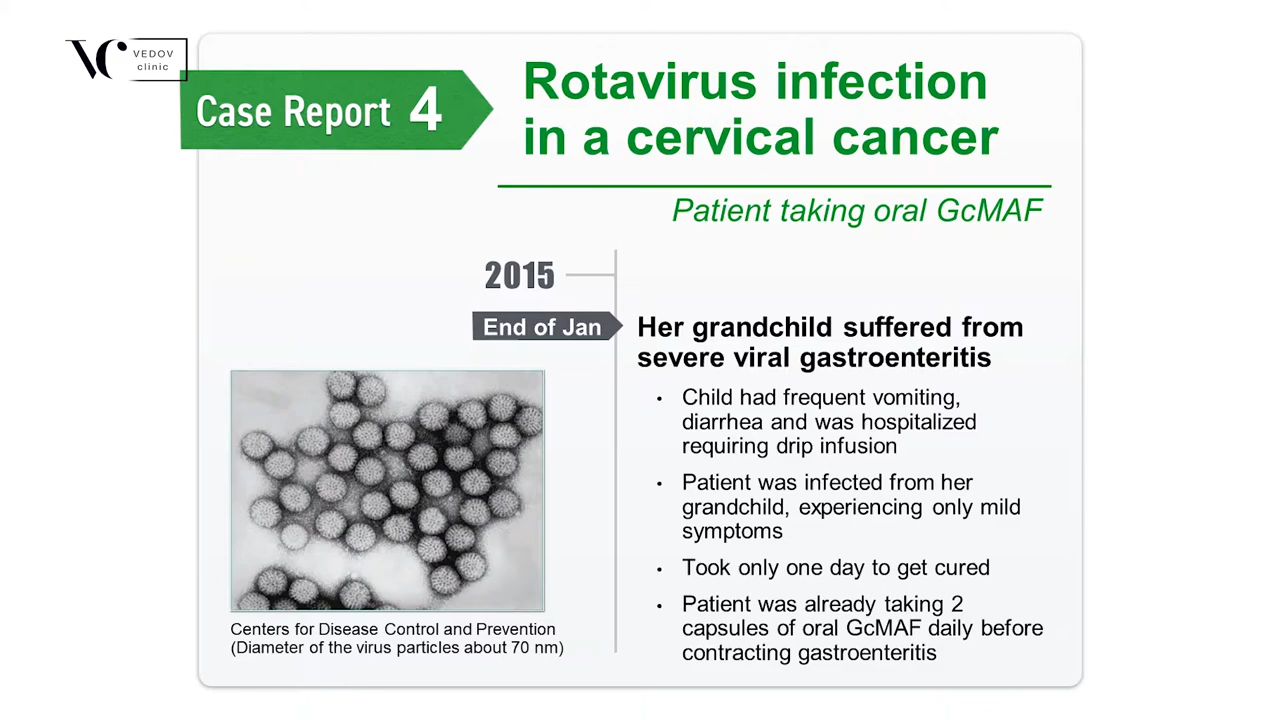 VC
VEDOV
clinic
Case Report 4
Rotavirus infection
in a cervical cancer
Patient taking oral GcMAF
2015
End of Jan
Her grandchild suffered from
severe viral gastroenteritis
• Child had frequent vomiting,
diarrhea and was hospitalized
requiring drip infusion
• Patient was infected from her
grandchild, experiencing only mild
symptoms
• Took only one day to get cured
• Patient was already taking 2
capsules of oral GcMAF daily before
contracting gastroenteritis
Centers for Disease Control and Prevention
(Diameter of the virus particles about 70 nm)